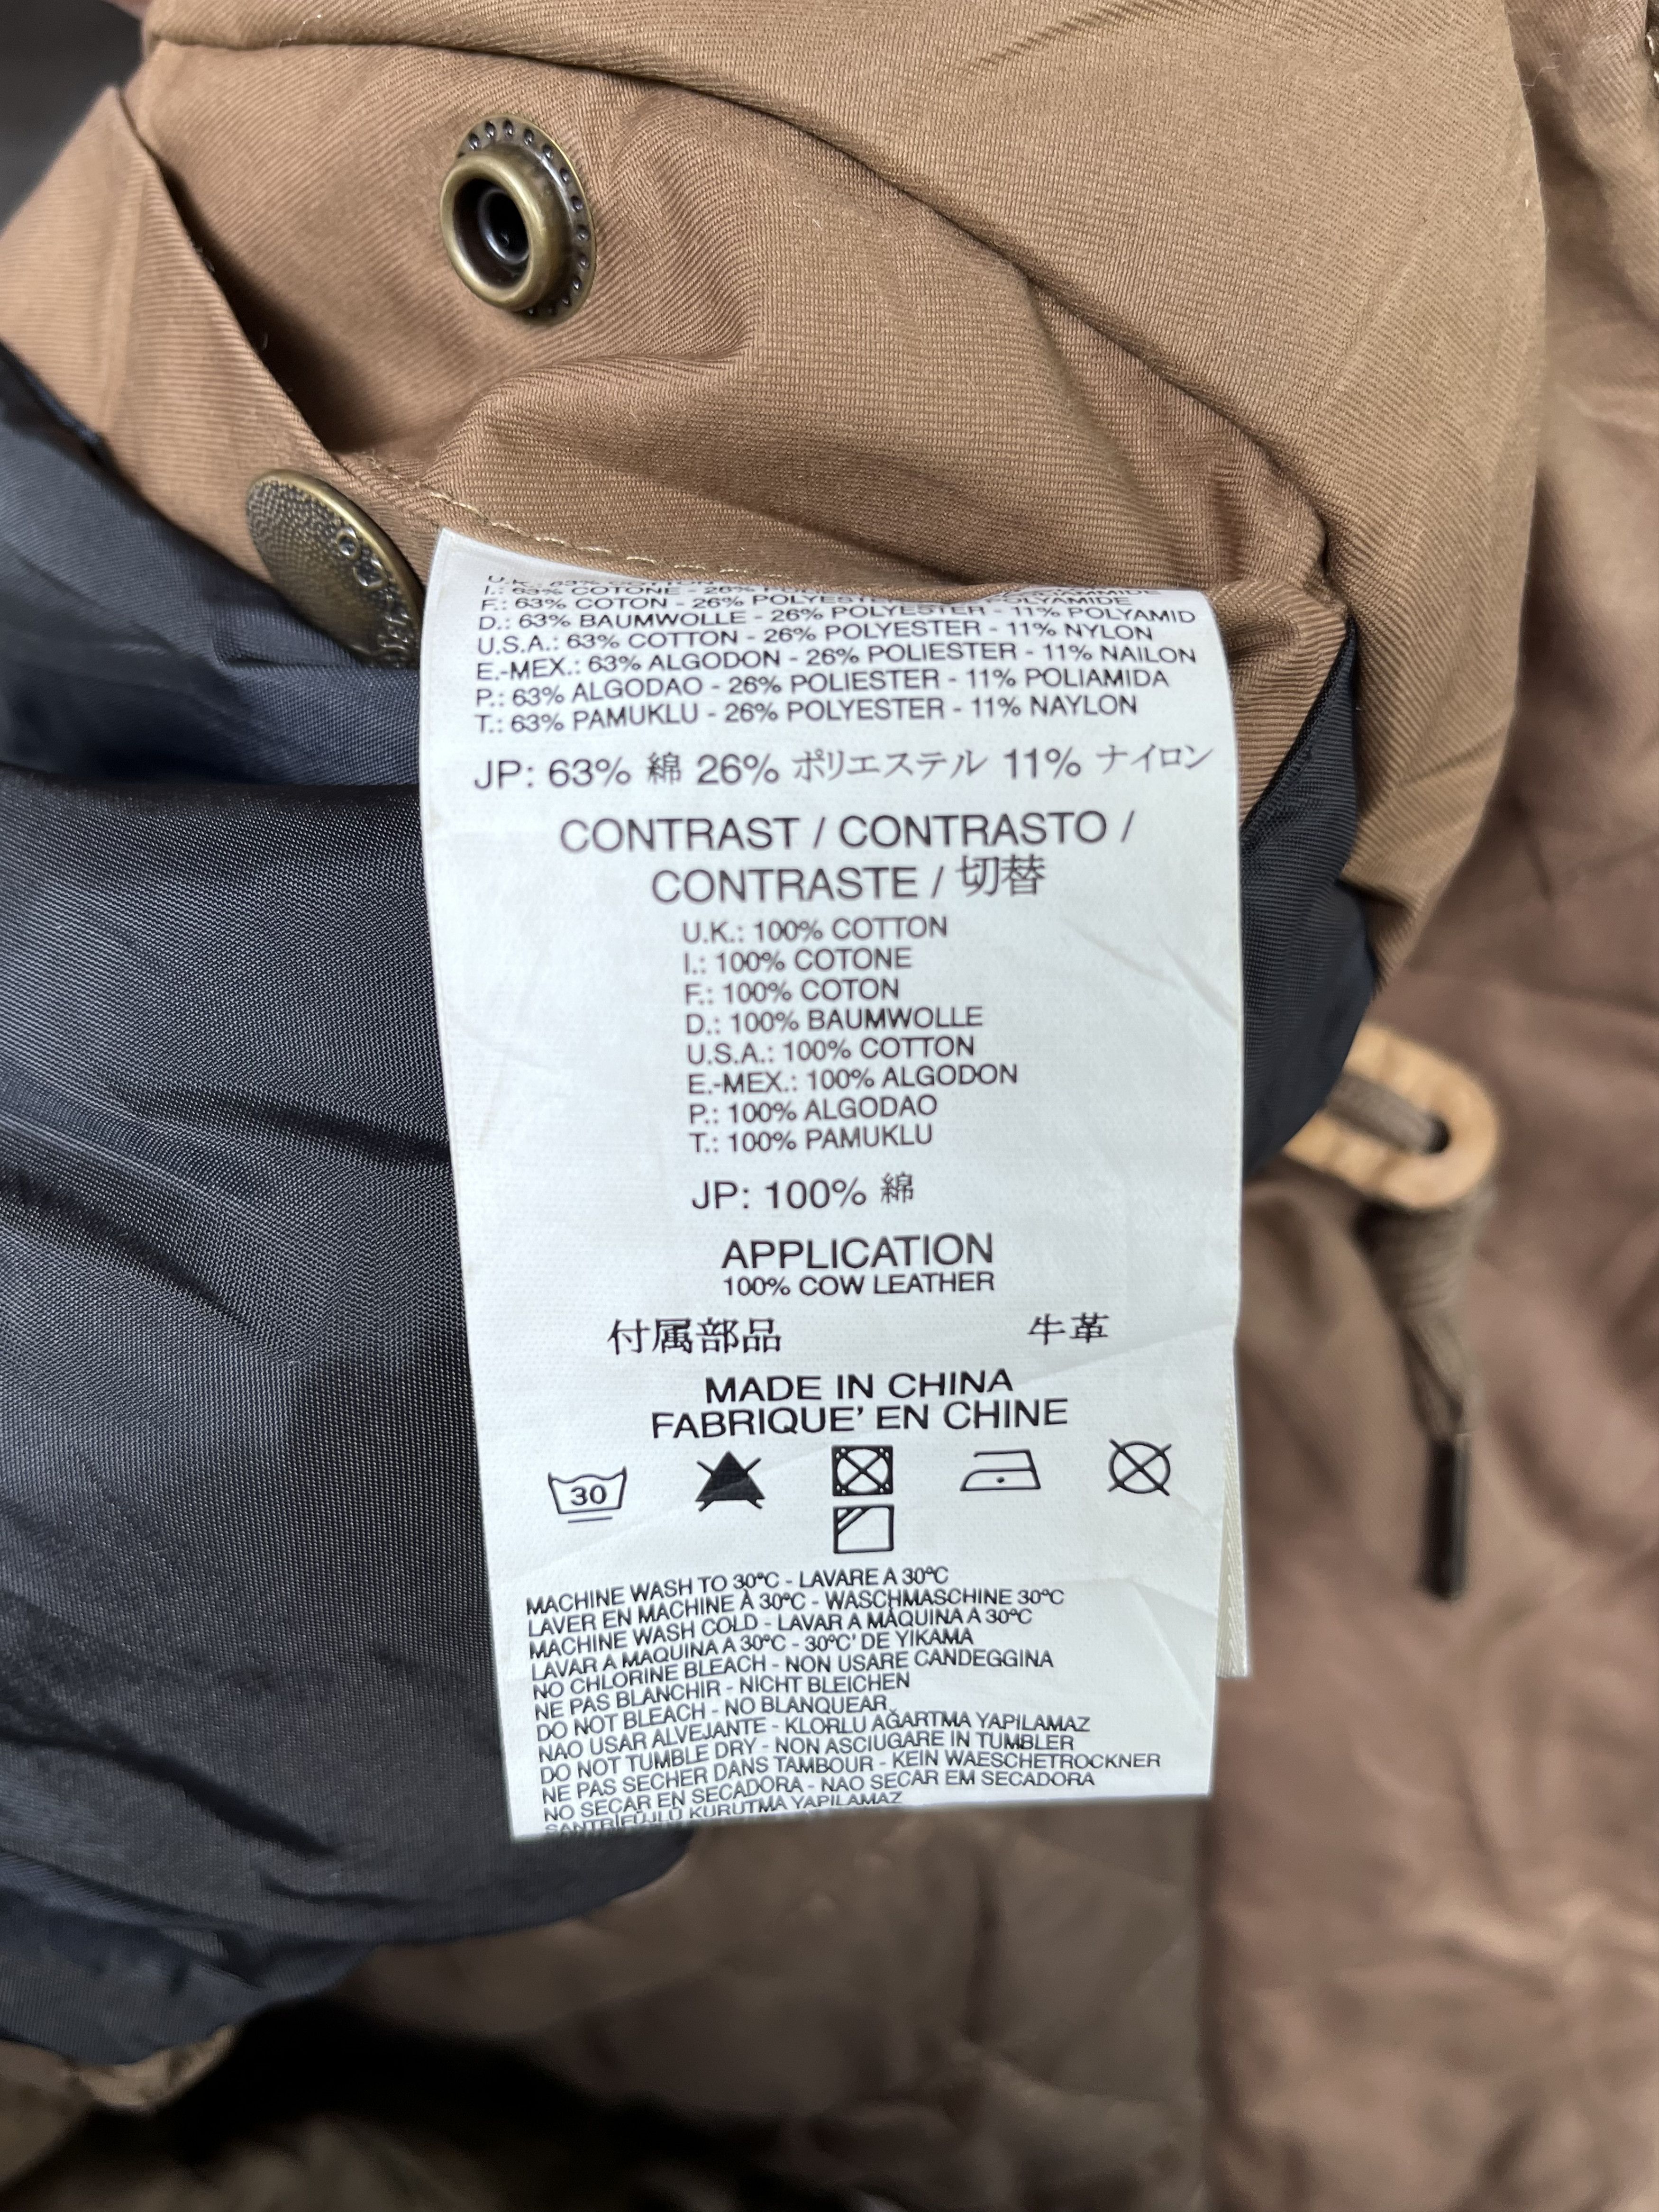 U.K.: 63% COTTON
I.: 63% COTONE - 26%
F.: 63% COTON - 26% POLYESTER POLYAMIDE
D.: 63% BAUMWOLLE - 26% POLYESTER - 11% POLYAMID
U.S.A.: 63% COTTON - 26% POLYESTER - 11% NYLON
E.-MEX.: 63% ALGODON - 26% POLIESTER - 11% NAILON
P.: 63% ALGODAO - 26% POLIESTER - 11% POLIAMIDA
T.: 63% PAMUKLU - 26% POLYESTER - 11% NAYLON
JP: 63% 綿 26% ポリエステル 11% ナイロン
CONTRAST / CONTRASTO /
CONTRASTE / 切替
U.K.: 100% COTTON
I.: 100% COTONE
F.: 100% COTON
D.: 100% BAUMWOLLE
U.S.A.: 100% COTTON
E.-MEX.: 100% ALGODON
P.: 100% ALGODAO
T.: 100% PAMUKLU
JP: 100% 綿
APPLICATION
100% COW LEATHER
付属部品 牛革
MADE IN CHINA
FABRIQUE' EN CHINE
30
MACHINE WASH TO 30°C - LAVARE A 30°C
LAVER EN MACHINE À 30°C - WASCHMASCHINE 30°C
MACHINE WASH COLD - LAVAR A MÁQUINA A 30°C
LAVAR A MAQUINA A 30°C - 30°C' DE YIKAMA
NO CHLORINE BLEACH - NON USARE CANDEGGINA
NE PAS BLANCHIR - NICHT BLEICHEN
DO NOT BLEACH - NO BLANQUEAR
NAO USAR ALVEJANTE - KLORLU AĞARTMA YAPILAMAZ
DO NOT TUMBLE DRY - NON ASCIUGARE IN TUMBLER
NE PAS SECHER DANS TAMBOUR - KEIN WAESCHETROCKNER
NO SECAR EN SECADORA - NAO SECAR EM SECADORA
SANTRİFÜJLÜ KURUTMA YAPILAMAZ